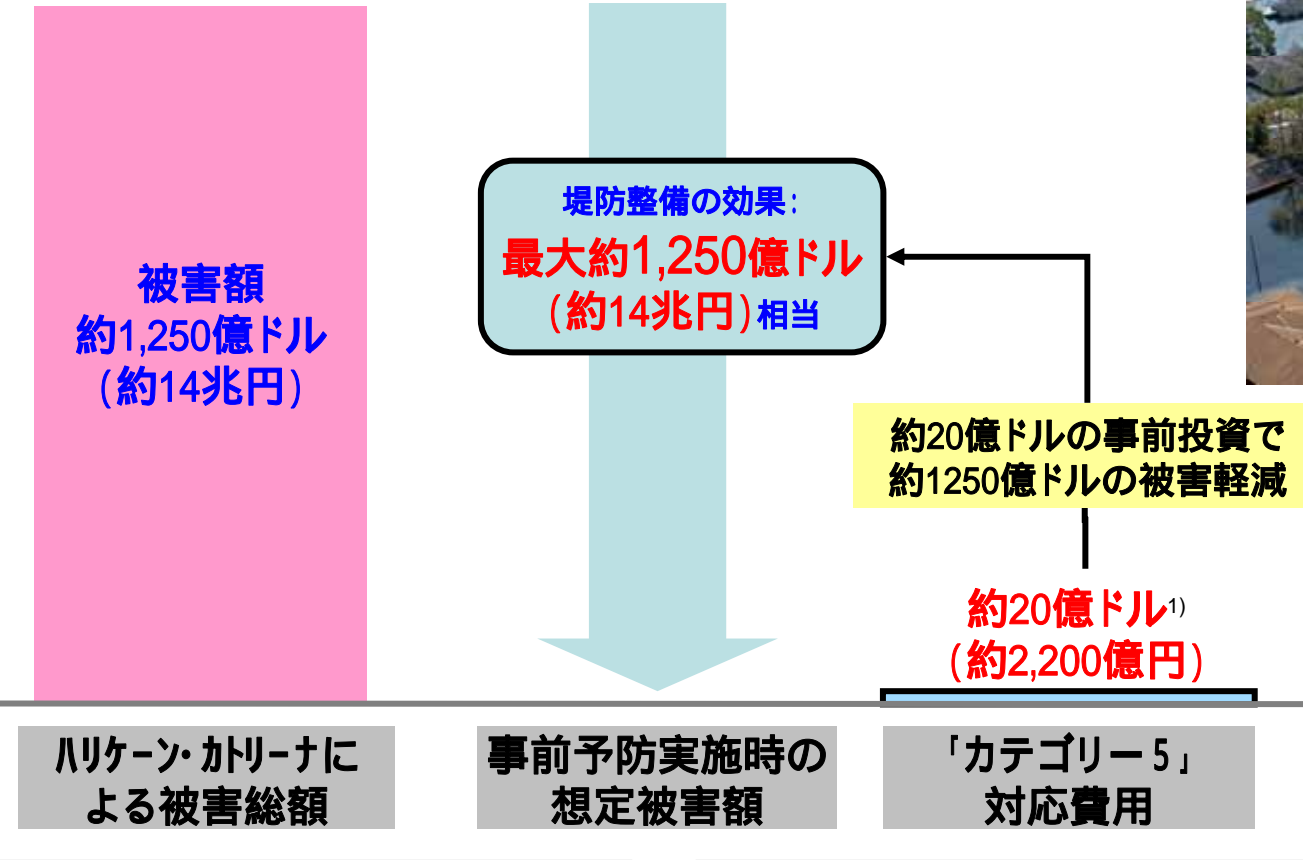 被害額
約1,250億ドル
(約14兆円)
堤防整備の効果:
最大約1,250億ドル
(約14兆円)相当
約20億ドルの事前投資で
約1250億ドルの被害軽減
約20億ドル1)
(約2,200億円)
ﾊﾘｹｰﾝ・ｶﾄﾘｰﾅに
よる被害総額
事前予防実施時の
想定被害額
「カテゴリー5」
対応費用